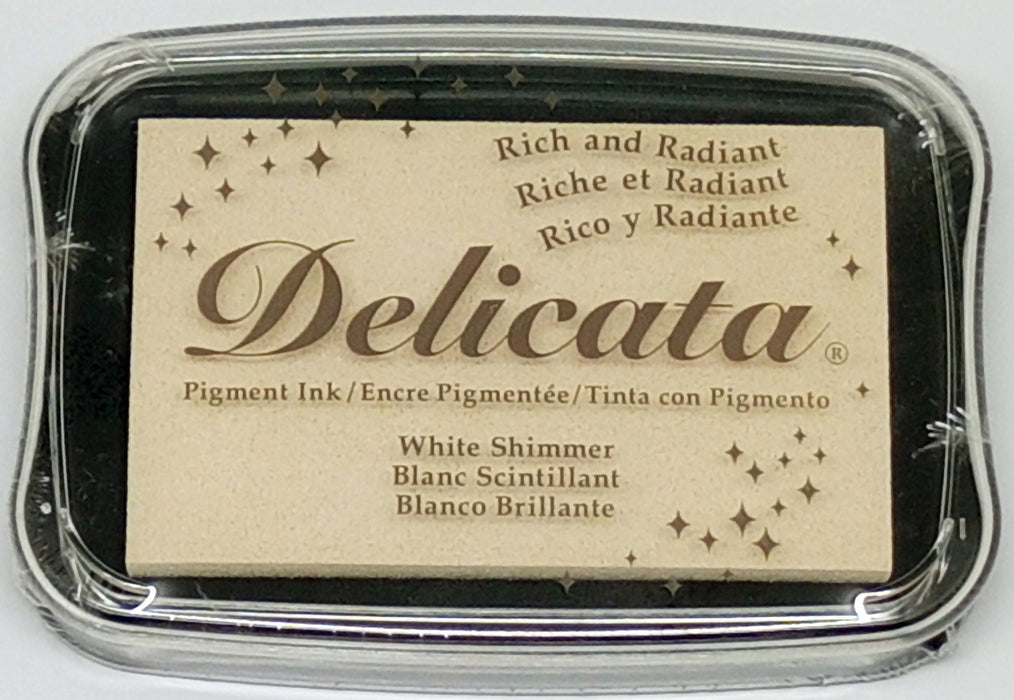 Rich and Radiant
Riche et Radiant
Rico y Radiante
Delicata®
Pigment Ink/Encre Pigmentée/Tinta con Pigmento
White Shimmer
Blanc Scintillant
Blanco Brillante